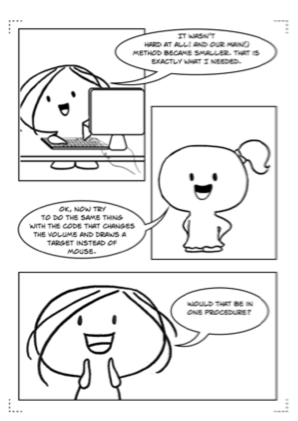 IT WASN'T
HARD AT ALL! AND OUR MAIN()
METHOD BECAME SMALLER. THAT IS
EXACTLY WHAT I NEEDED.
OK, NOW TRY
TO DO THE SAME THING
WITH THE CODE THAT CHANGES
THE VOLUME AND DRAWS A
TARGET INSTEAD OF
MOUSE.
WOULD THAT BE IN
ONE PROCEDURE?